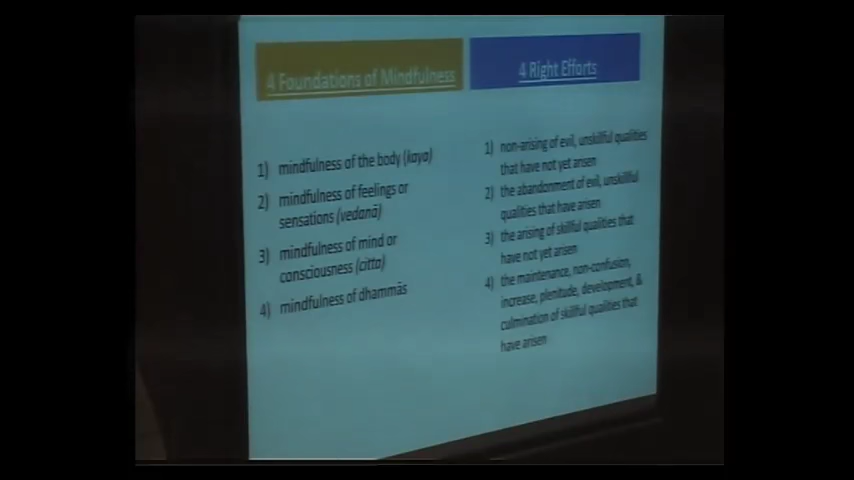 4 Foundations of Mindfulness
1) mindfulness of the body (kaya)
2) mindfulness of feelings or
sensations (vedanā)
3) mindfulness of mind or
consciousness (citta)
4) mindfulness of dhammās
4 Right Efforts
1) non-arising of evil, unskillful qualities
that have not yet arisen
2) the abandonment of evil, unskillful
qualities that have arisen
3) the arising of skillful qualities that
have not yet arisen
4) the maintenance, non-confusion,
increase, plenitude, development, &
culmination of skillful qualities that
have arisen